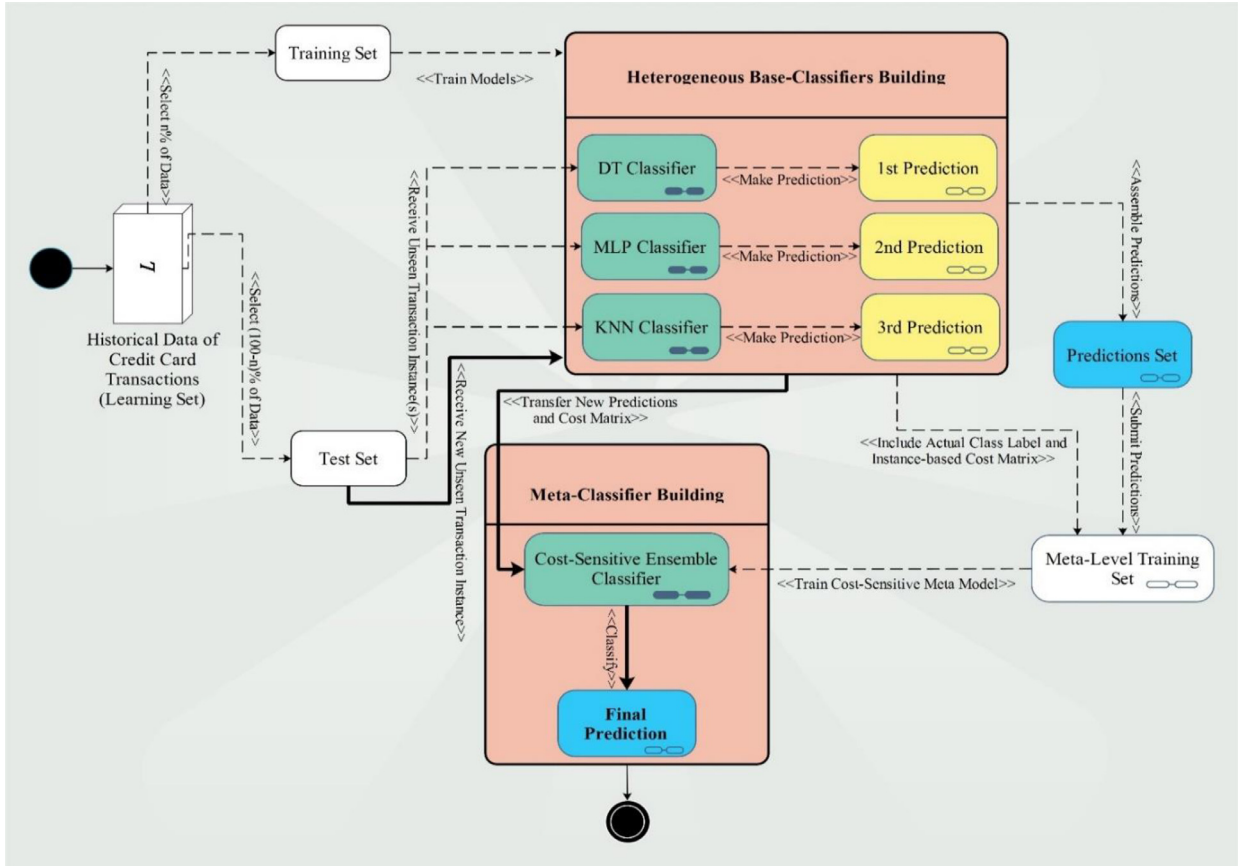 Training Set
<<Train Models>>
<<Select n% of Data>>
Heterogeneous Base-Classifiers Building
DT Classifier
<<Make Prediction>>
1st Prediction
MLP Classifier
<<Make Prediction>>
2nd Prediction
KNN Classifier
<<Make Prediction>>
3rd Prediction
<<Receive Unseen
Transaction Instance(s)>>
<<Assemble Predictions>>
Historical Data of
Credit Card
Transactions
(Learning Set)
<<Select (100-n)% of Data>>
Predictions Set
<<Transfer New Predictions
and Cost Matrix>>
<<Include Actual Class Label and
Instance-based Cost Matrix>>
<<Submit Predictions>>
Test Set
<<Receive New Unseen Transaction Instance>>
Meta-Classifier Building
Cost-Sensitive Ensemble
Classifier
<<Train Cost-Sensitive Meta Model>>
Meta-Level Training
Set
<<Classify>>
Final
Prediction